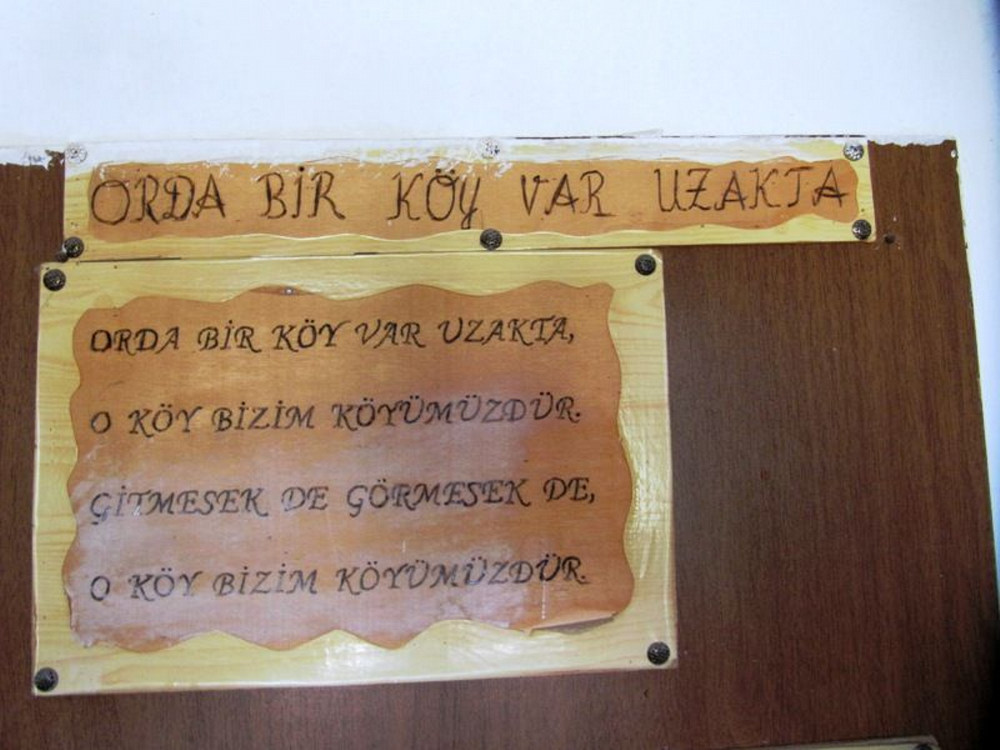 ORDA BİR KÖY VAR UZAKTA
ORDA BİR KÖY VAR UZAKTA,
O KÖY BİZİM KÖYÜMÜZDÜR.
GİTMESEK DE GÖRMESEK DE,
O KÖY BİZİM KÖYÜMÜZDÜR.